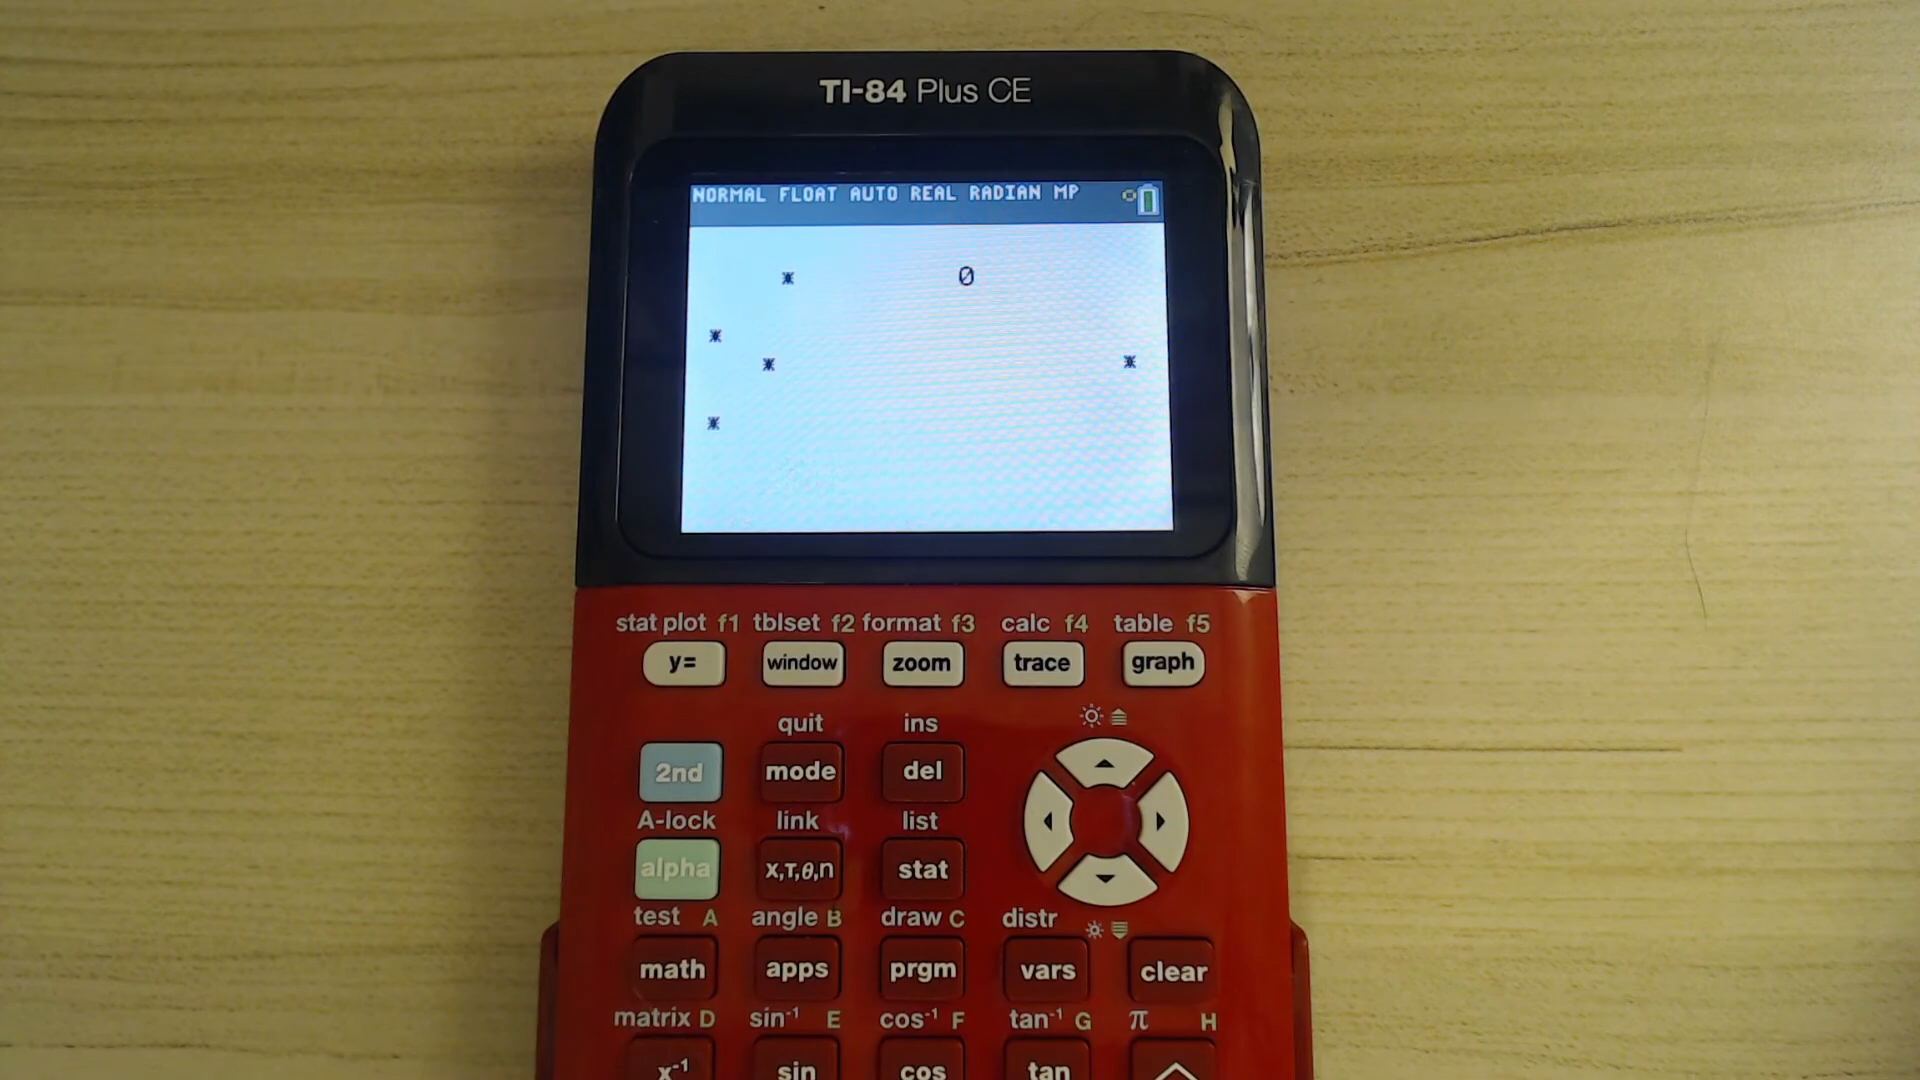 TI-84 Plus CE
NORMAL FLOAT AUTO REAL RADIAN MP
* 0
*
* *
*
stat plot f1 tblset f2 format f3 calc f4 table f5
y= window zoom trace graph
quit ins
2nd mode del
A-lock link list
alpha X,T,θ,n stat
test A angle B draw C distr
math apps prgm vars clear
matrix D sin-1 E cos-1 F tan-1 G π H
x-1 sin cos tan ^